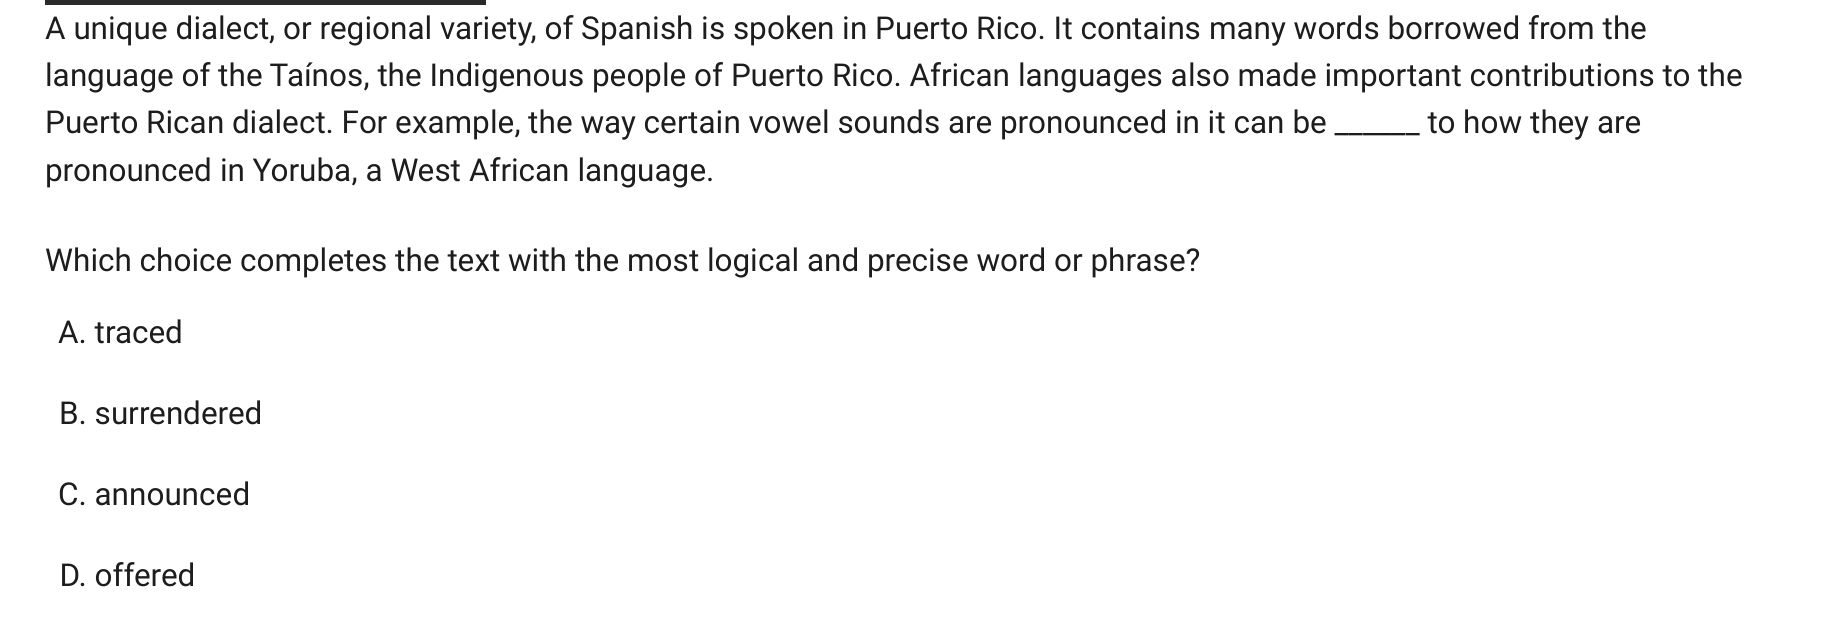 A unique dialect, or regional variety, of Spanish is spoken in Puerto Rico. It contains many words borrowed from the
language of the Taínos, the Indigenous people of Puerto Rico. African languages also made important contributions to the
Puerto Rican dialect. For example, the way certain vowel sounds are pronounced in it can be ______ to how they are
pronounced in Yoruba, a West African language.
Which choice completes the text with the most logical and precise word or phrase?
A. traced
B. surrendered
C. announced
D. offered